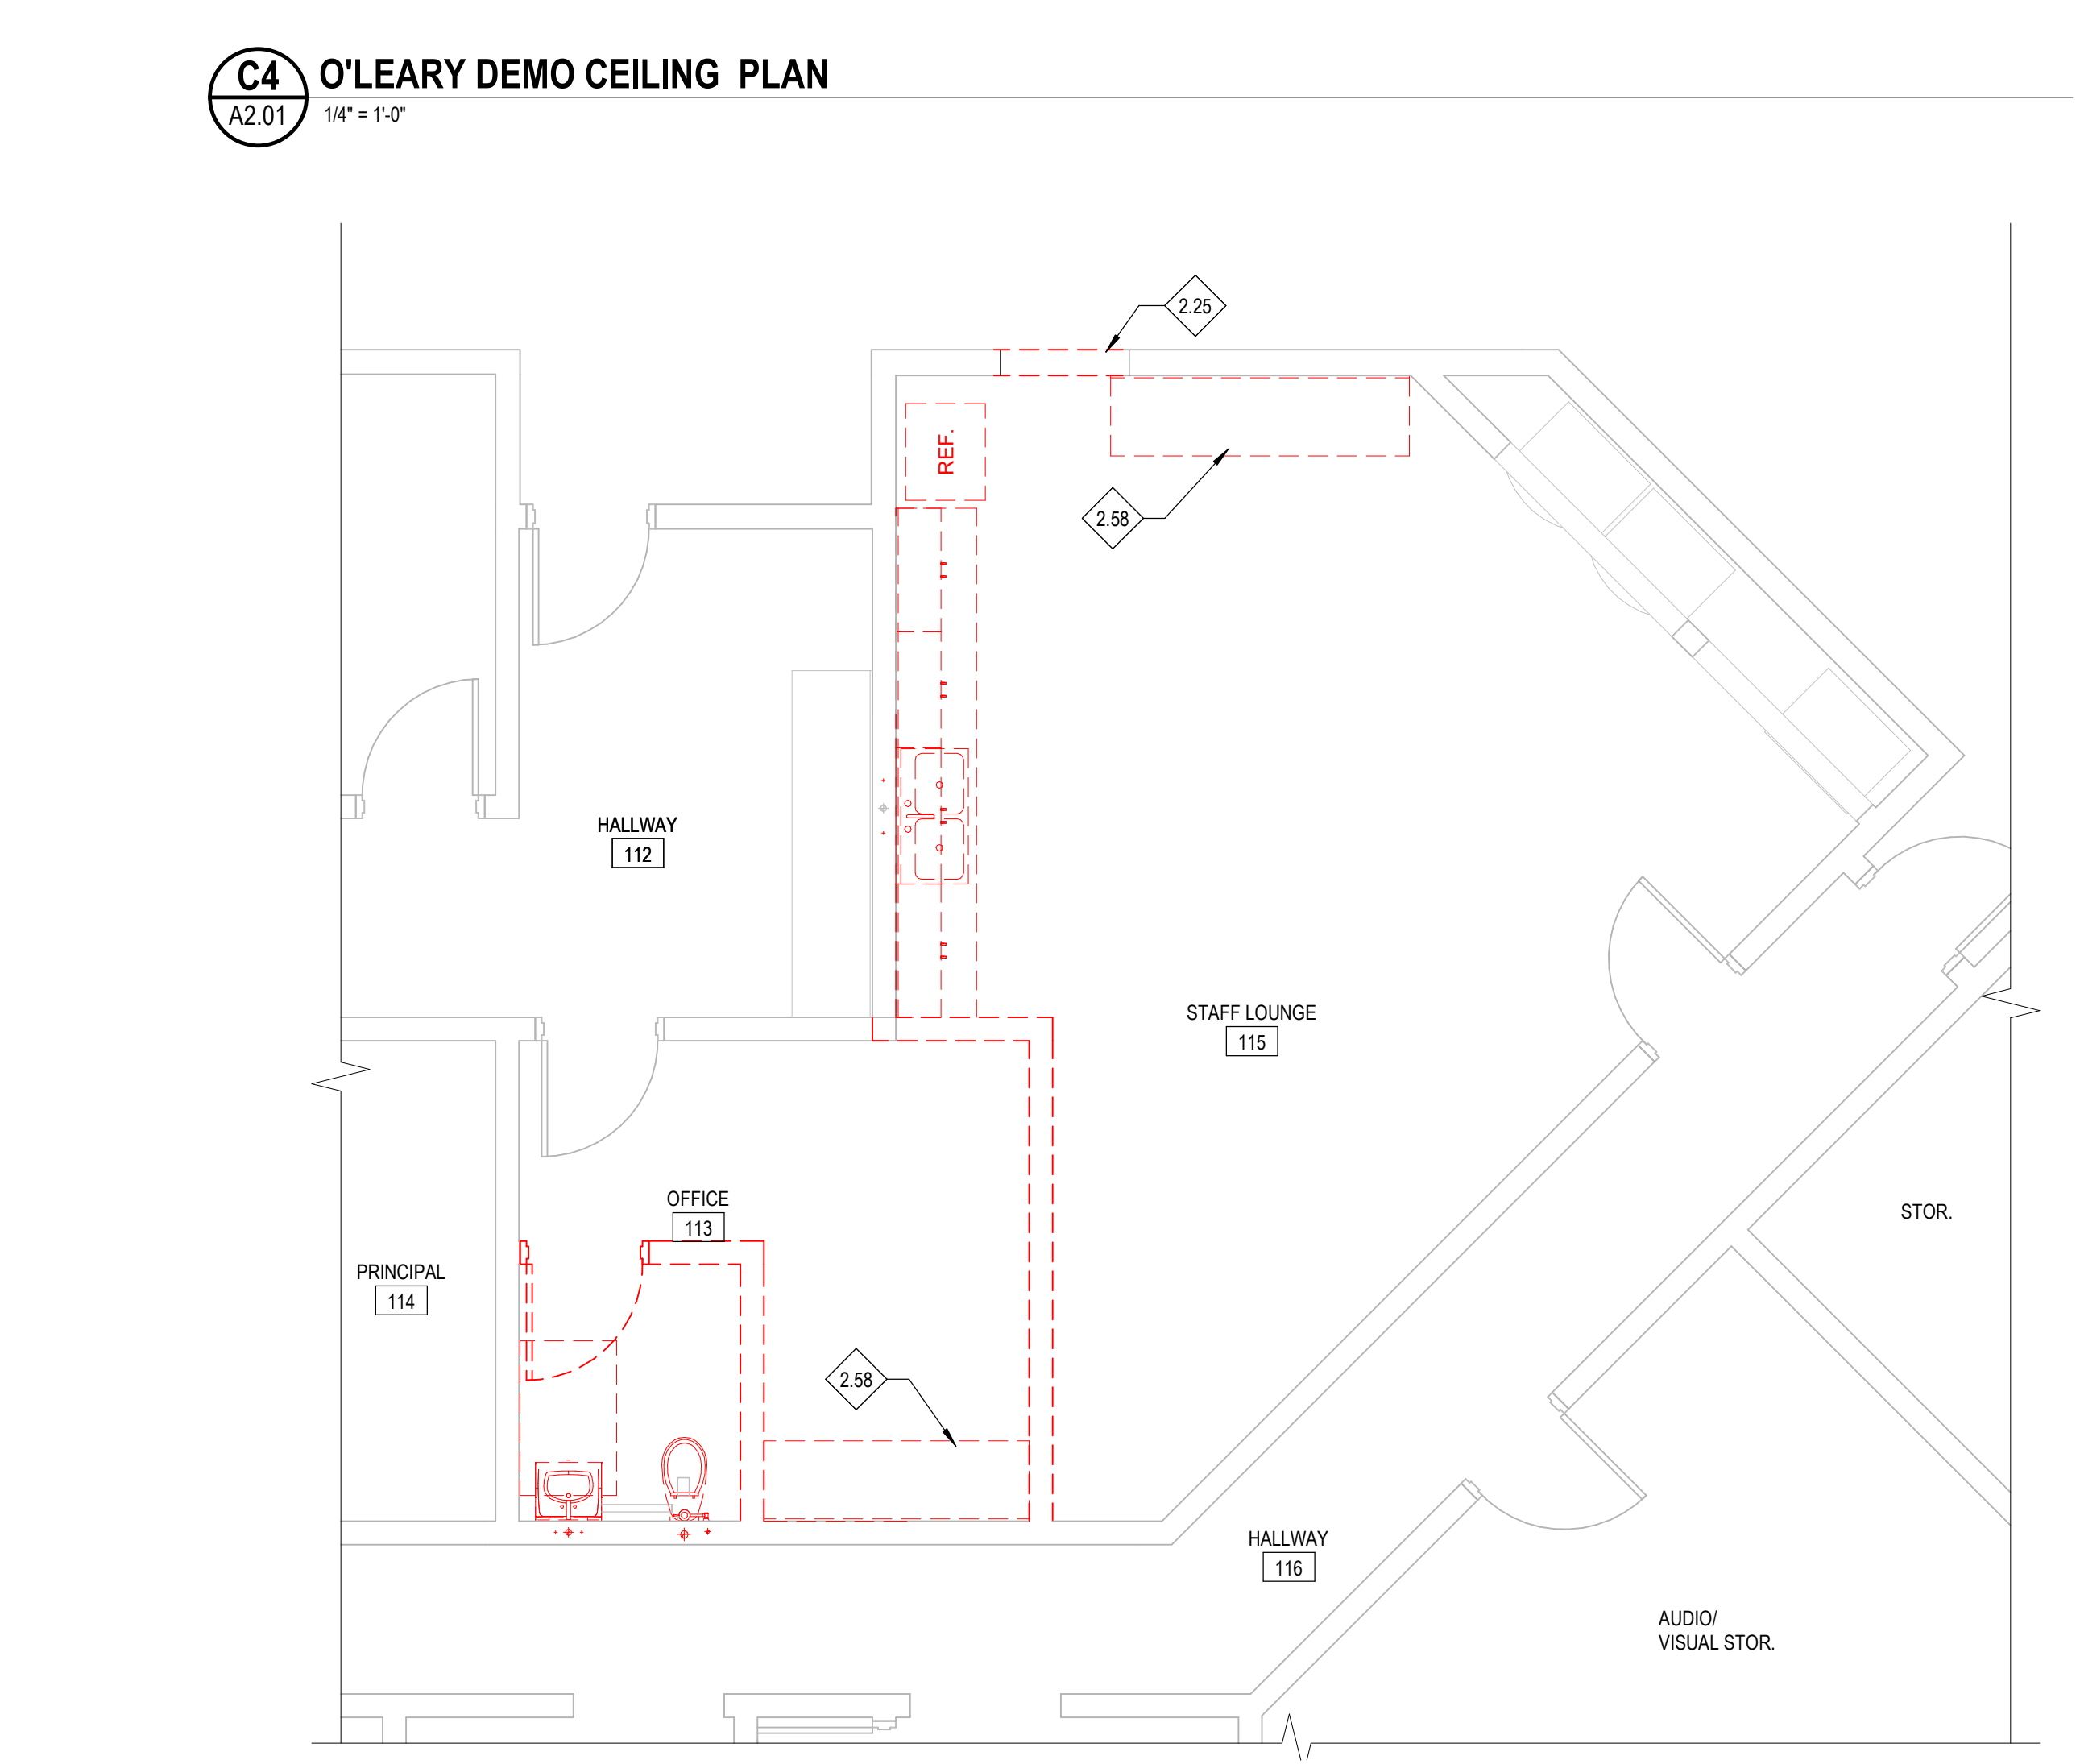 C4
A2.01
O'LEARY DEMO CEILING PLAN
1/4" = 1'-0"
2.25
REF.
2.58
HALLWAY
112
STAFF LOUNGE
115
OFFICE
113
STOR.
PRINCIPAL
114
2.58
HALLWAY
116
AUDIO/
VISUAL STOR.